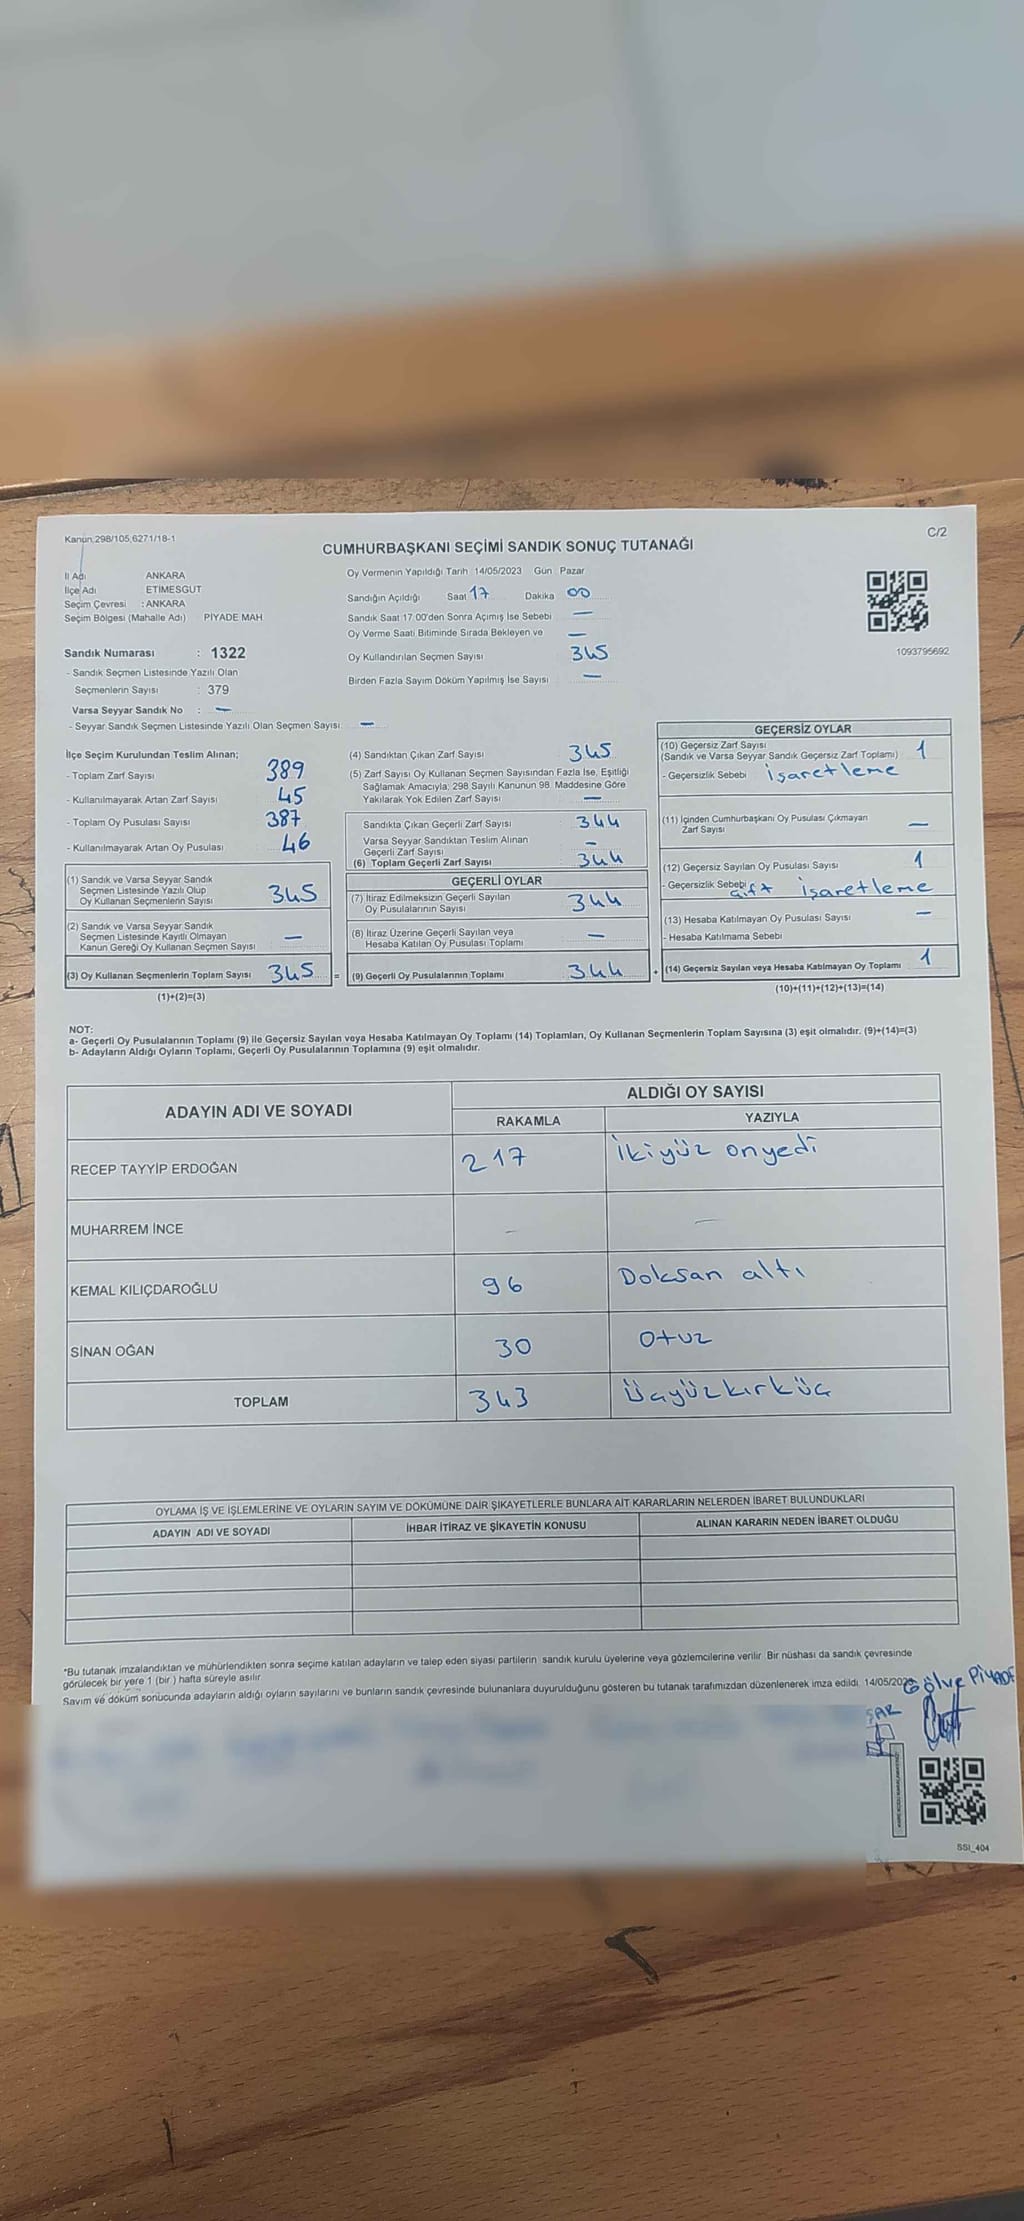 Kanun,298/105,6271/18-1
C/2
CUMHURBAŞKANI SEÇİMİ SANDIK SONUÇ TUTANAĞI
İl Adı ANKARA
İlçe Adı ETİMESGUT
Seçim Çevresi : ANKARA
Seçim Bölgesi (Mahalle Adı) PİYADE MAH
Oy Vermenin Yapıldığı Tarih 14/05/2023 Gün Pazar
Sandığın Açıldığı Saat 17 Dakika 00
Sandık Saat 17:00'den Sonra Açımış İse Sebebi —
Oy Verme Saati Bitiminde Sırada Bekleyen ve —
Oy Kullandırılan Seçmen Sayısı 345
Birden Fazla Sayım Döküm Yapılmış İse Sayısı —
1093795692
Sandık Numarası : 1322
- Sandık Seçmen Listesinde Yazılı Olan
Seçmenlerin Sayısı : 379
Varsa Seyyar Sandık No : —
- Seyyar Sandık Seçmen Listesinde Yazılı Olan Seçmen Sayısı: —
İlçe Seçim Kurulundan Teslim Alınan;
- Toplam Zarf Sayısı 389
- Kullanılmayarak Artan Zarf Sayısı 45
- Toplam Oy Pusulası Sayısı 387
- Kullanılmayarak Artan Oy Pusulası 46
(1) Sandık ve Varsa Seyyar Sandık
Seçmen Listesinde Yazılı Olup
Oy Kullanan Seçmenlerin Sayısı 345
(2) Sandık ve Varsa Seyyar Sandık
Seçmen Listesinde Kayıtlı Olmayan
Kanun Gereği Oy Kullanan Seçmen Sayısı —
(3) Oy Kullanan Seçmenlerin Toplam Sayısı 345 =
(1)+(2)=(3)
(4) Sandıktan Çıkan Zarf Sayısı 345
(5) Zarf Sayısı Oy Kullanan Seçmen Sayısından Fazla İse, Eşitliği
Sağlamak Amacıyla; 298 Sayılı Kanunun 98. Maddesine Göre
Yakılarak Yok Edilen Zarf Sayısı —
Sandıkta Çıkan Geçerli Zarf Sayısı 344
Varsa Seyyar Sandıktan Teslim Alınan
Geçerli Zarf Sayısı —
(6) Toplam Geçerli Zarf Sayısı 344
GEÇERLİ OYLAR
(7) İtiraz Edilmeksizin Geçerli Sayılan
Oy Pusulalarının Sayısı 344
(8) İtiraz Üzerine Geçerli Sayılan veya
Hesaba Katılan Oy Pusulası Toplamı —
(9) Geçerli Oy Pusulalarının Toplamı 344 +
GEÇERSİZ OYLAR
(10) Geçersiz Zarf Sayısı 1
(Sandık ve Varsa Seyyar Sandık Geçersiz Zarf Toplamı)
- Geçersizlik Sebebi işaretleme
(11) İçinden Cumhurbaşkanı Oy Pusulası Çıkmayan
Zarf Sayısı —
(12) Geçersiz Sayılan Oy Pusulası Sayısı 1
- Geçersizlik Sebebi çift işaretleme
(13) Hesaba Katılmayan Oy Pusulası Sayısı —
- Hesaba Katılmama Sebebi
(14) Geçersiz Sayılan veya Hesaba Katılmayan Oy Toplamı 1
(10)+(11)+(12)+(13)=(14)
NOT:
a- Geçerli Oy Pusulalarının Toplamı (9) ile Geçersiz Sayılan veya Hesaba Katılmayan Oy Toplamı (14) Toplamları, Oy Kullanan Seçmenlerin Toplam Sayısına (3) eşit olmalıdır. (9)+(14)=(3)
b- Adayların Aldığı Oyların Toplamı, Geçerli Oy Pusulalarının Toplamına (9) eşit olmalıdır.
ADAYIN ADI VE SOYADI
ALDIĞI OY SAYISI
RAKAMLA YAZIYLA
RECEP TAYYİP ERDOĞAN 217 İkiyüz onyedi
MUHARREM İNCE — —
KEMAL KILIÇDAROĞLU 96 Doksan altı
SİNAN OĞAN 30 Otuz
TOPLAM 343 Üçyüzkırküç
OYLAMA İŞ VE İŞLEMLERİNE VE OYLARIN SAYIM VE DÖKÜMÜNE DAİR ŞİKAYETLERLE BUNLARA AİT KARARLARIN NELERDEN İBARET BULUNDUKLARI
ADAYIN ADI VE SOYADI İHBAR İTİRAZ VE ŞİKAYETİN KONUSU ALINAN KARARIN NEDEN İBARET OLDUĞU
*Bu tutanak imzalandıktan ve mühürlendikten sonra seçime katılan adayların ve talep eden siyasi partilerin sandık kurulu üyelerine veya gözlemcilerine verilir. Bir nüshası da sandık çevresinde
görülecek bir yere 1 (bir) hafta süreyle asılır.
Sayım ve döküm sonucunda adayların aldığı oyların sayılarını ve bunların sandık çevresinde bulunanlara duyurulduğunu gösteren bu tutanak tarafımızdan düzenlenerek imza edildi. 14/05/202
PİYADE
SSI_404